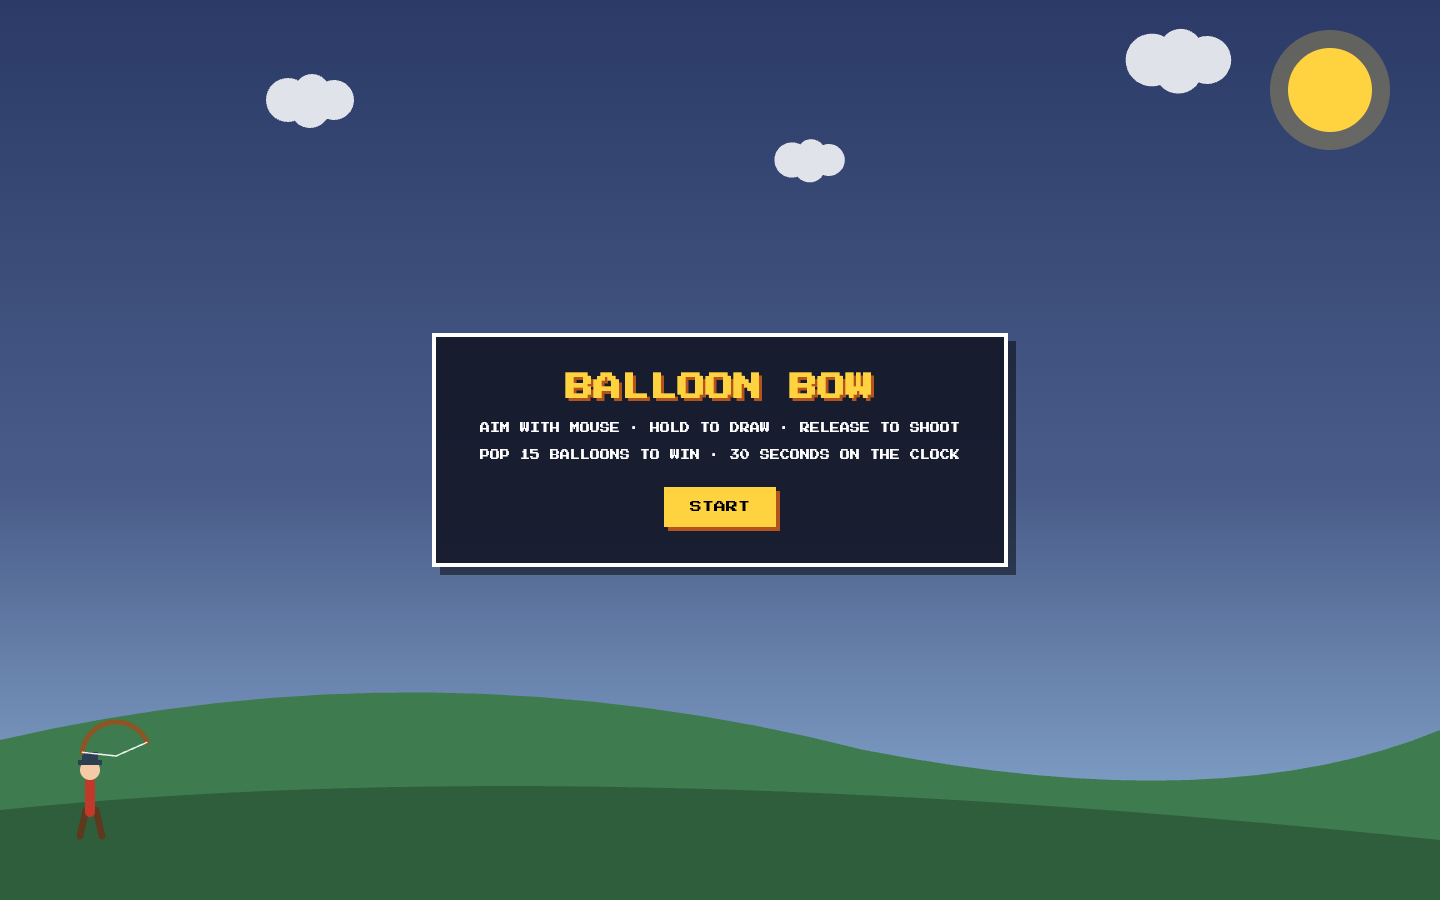 BALLOON BOW
AIM WITH MOUSE · HOLD TO DRAW · RELEASE TO SHOOT
POP 15 BALLOONS TO WIN · 30 SECONDS ON THE CLOCK
START